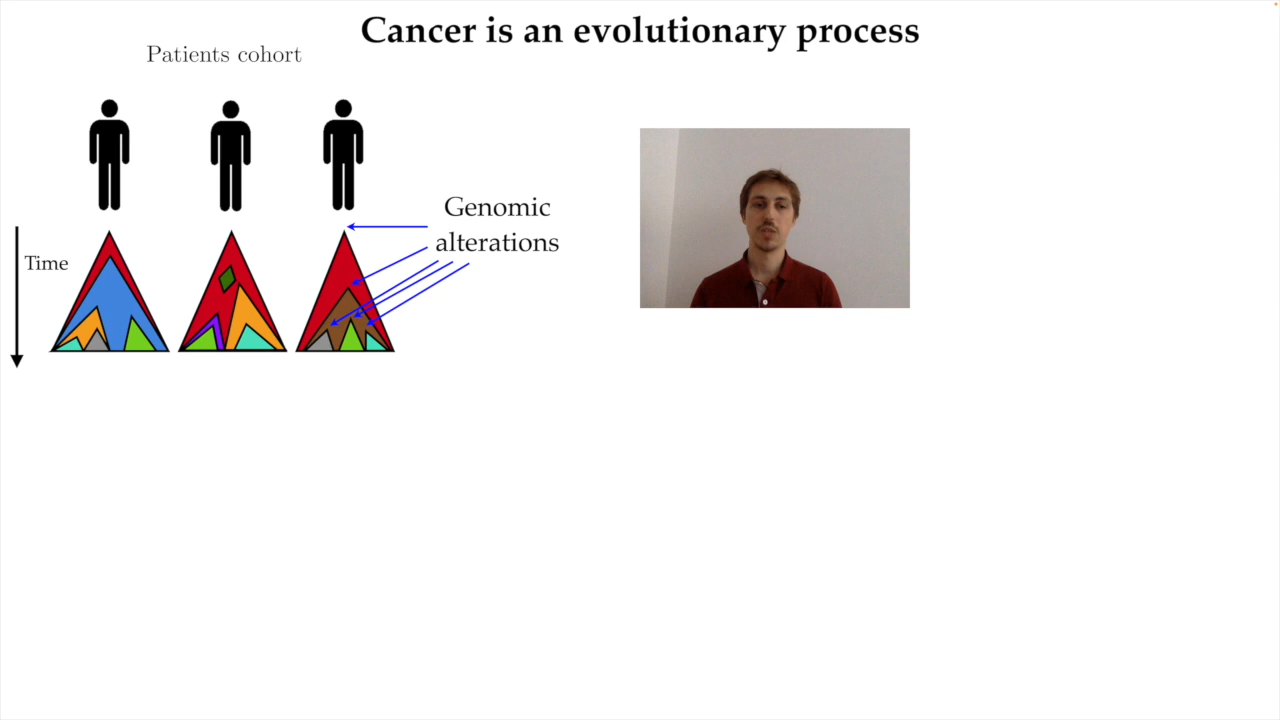 Cancer is an evolutionary process
Patients cohort
Genomic
alterations
Time